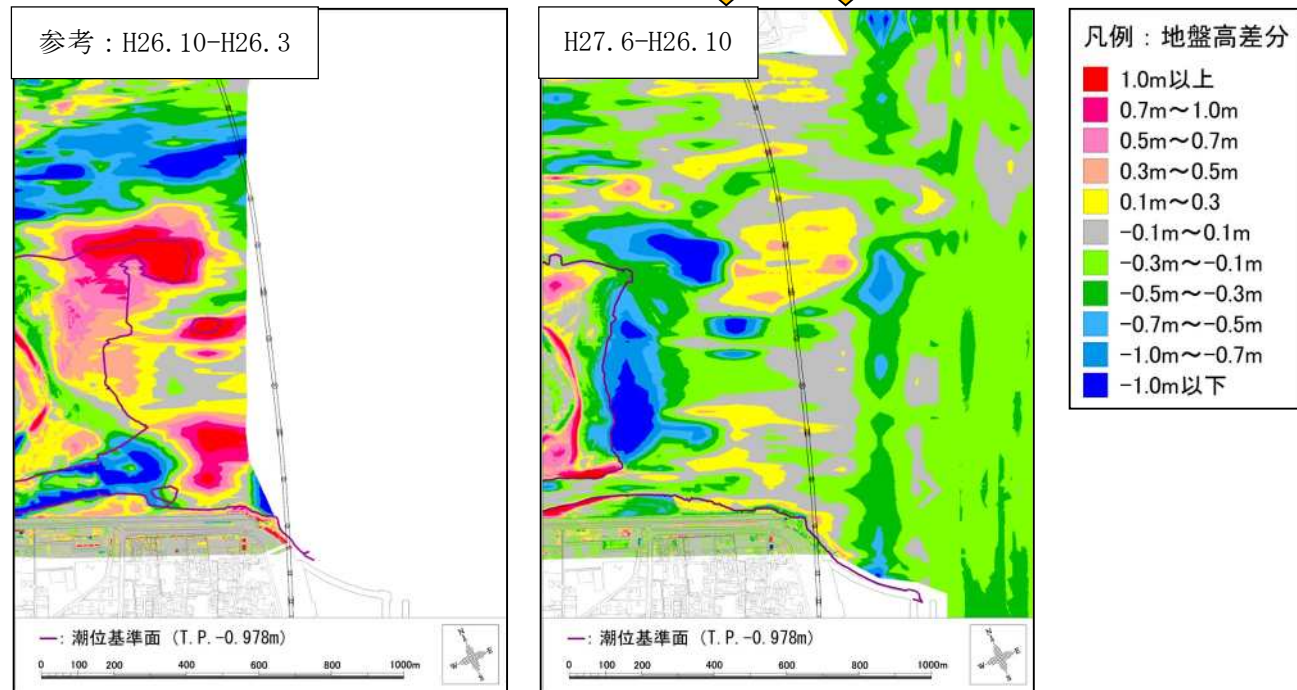 参考：H26.10-H26.3
H27.6-H26.10
凡例：地盤高差分
1.0m以上
0.7m～1.0m
0.5m～0.7m
0.3m～0.5m
0.1m～0.3
-0.1m～0.1m
-0.3m～-0.1m
-0.5m～-0.3m
-0.7m～-0.5m
-1.0m～-0.7m
-1.0m以下
―：潮位基準面（T.P.-0.978m）
0 100 200 400 600 800 1000m
―：潮位基準面（T.P.-0.978m）
0 100 200 400 600 800 1000m